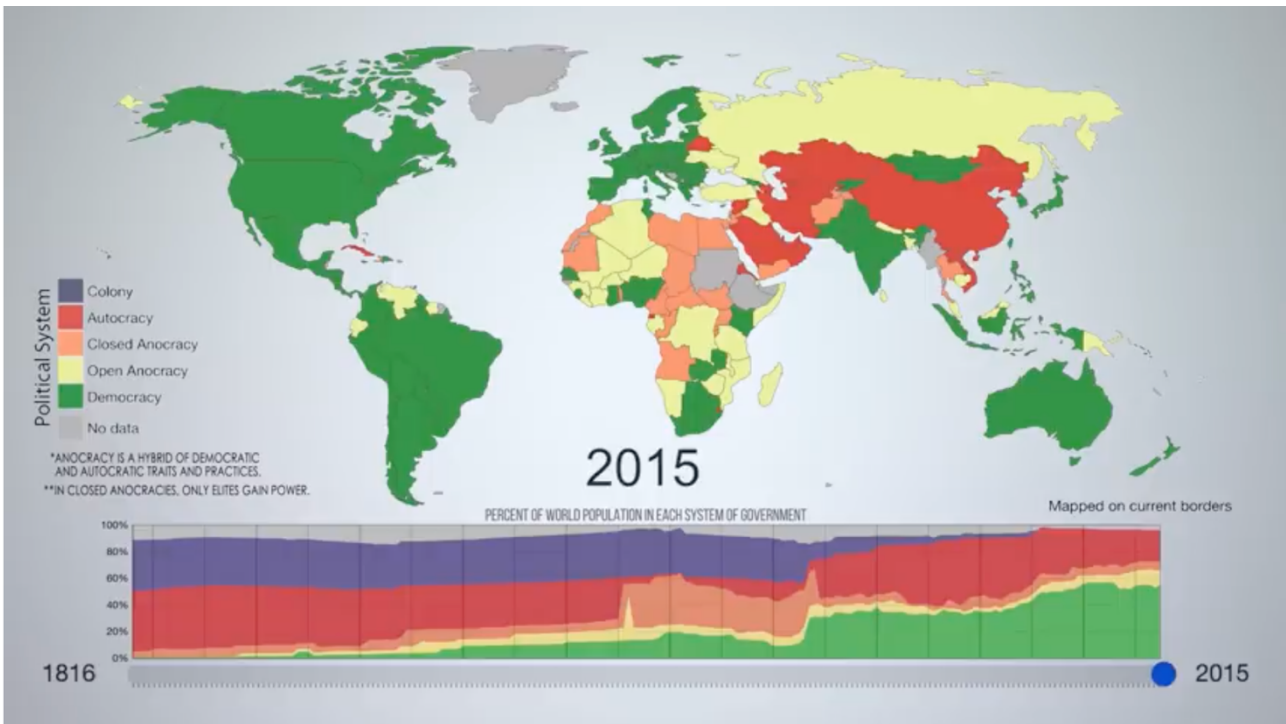 Political System
Colony
Autocracy
Closed Anocracy
Open Anocracy
Democracy
No data
*ANOCRACY IS A HYBRID OF DEMOCRATIC
AND AUTOCRATIC TRAITS AND PRACTICES.
**IN CLOSED ANOCRACIES, ONLY ELITES GAIN POWER.
2015
Mapped on current borders
PERCENT OF WORLD POPULATION IN EACH SYSTEM OF GOVERNMENT
100%
80%
60%
40%
20%
0%
1816
2015